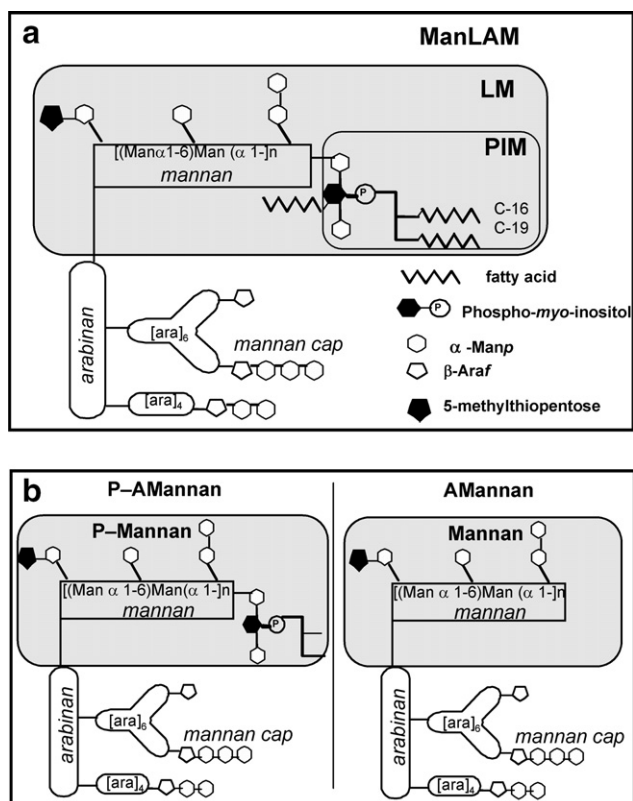 a
ManLAM
LM
PIM
[(Manα1-6)Man (α 1-]n
mannan
P
C-16
C-19
arabinan
[ara]6
mannan cap
[ara]4
fatty acid
P
Phospho-myo-inositol
α -Manp
β-Araf
5-methylthiopentose
b
P–AMannan
P–Mannan
[(Man α 1-6)Man(α 1-]n
mannan
P
arabinan
[ara]6
mannan cap
[ara]4
AMannan
Mannan
[(Man α 1-6)Man (α 1-]n
mannan
arabinan
[ara]6
mannan cap
[ara]4